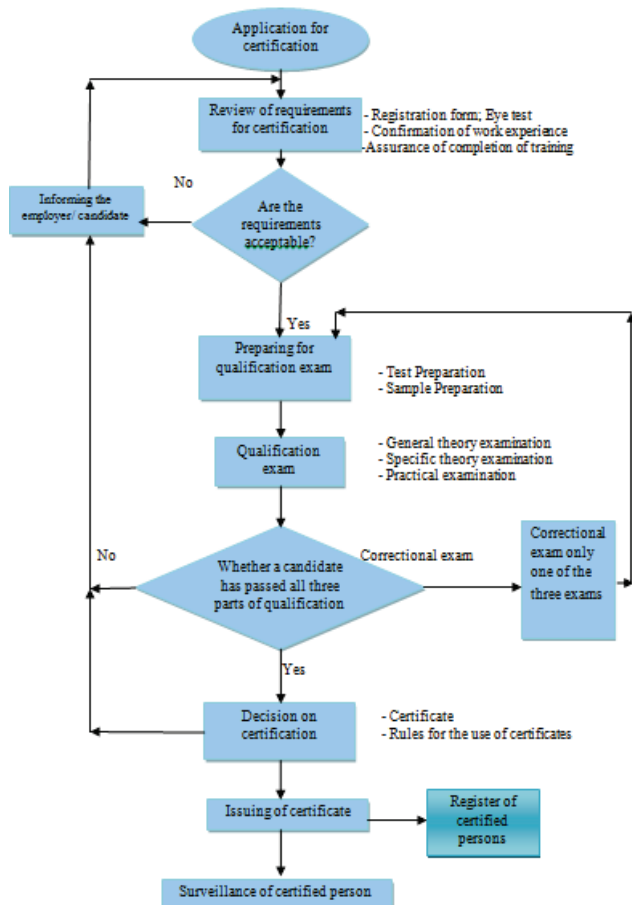 Application for
certification
Review of requirements
for certification
- Registration form; Eye test
- Confirmation of work experience
-Assurance of completion of training
No
Informing the
employer/ candidate
Are the
requirements
acceptable?
Yes
Preparing for
qualification exam
- Test Preparation
- Sample Preparation
Qualification
exam
- General theory examination
- Specific theory examination
- Practical examination
No
Whether a candidate
has passed all three
parts of qualification
Correctional exam
Correctional
exam only
one of the
three exams
Yes
Decision on
certification
- Certificate
- Rules for the use of certificates
Issuing of certificate
Register of
certified
persons
Surveillance of certified person